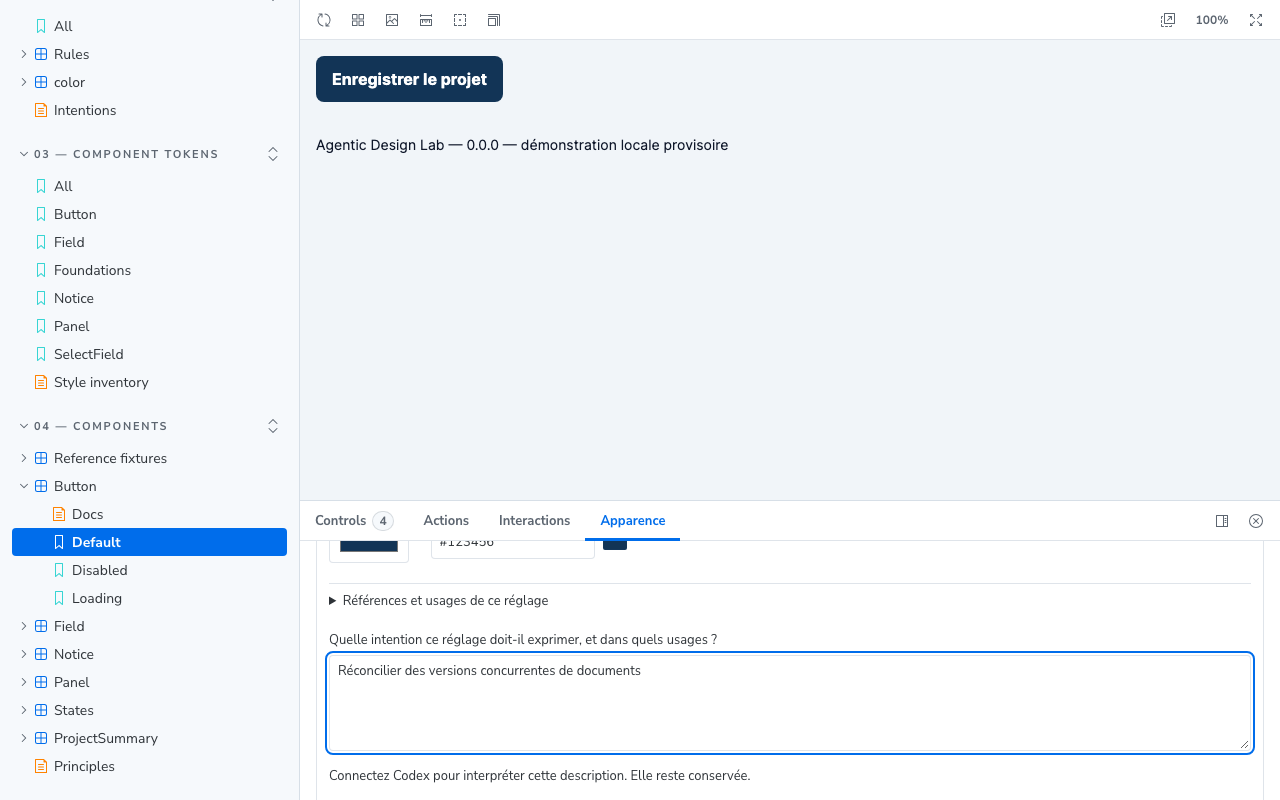 All
Rules
color
Intentions
03 — COMPONENT TOKENS
All
Button
Field
Foundations
Notice
Panel
SelectField
Style inventory
04 — COMPONENTS
Reference fixtures
Button
Docs
Default
Disabled
Loading
Field
Notice
Panel
States
ProjectSummary
Principles
100%
Enregistrer le projet
Agentic Design Lab — 0.0.0 — démonstration locale provisoire
Controls 4 Actions Interactions Apparence
#123456
Références et usages de ce réglage
Quelle intention ce réglage doit-il exprimer, et dans quels usages ?
Réconcilier des versions concurrentes de documents
Connectez Codex pour interpréter cette description. Elle reste conservée.